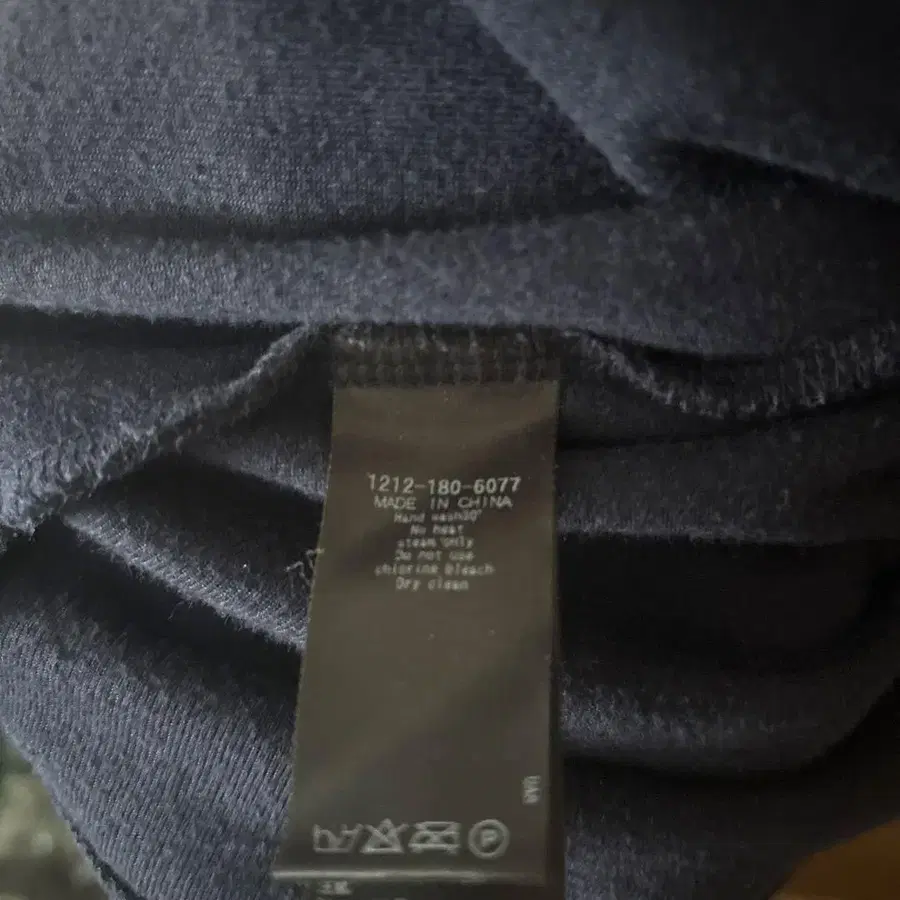 1212-180-6077
MADE IN CHINA
Hand wash30°
No heat
steam only
Do not use
chlorine bleach
Dry clean
P